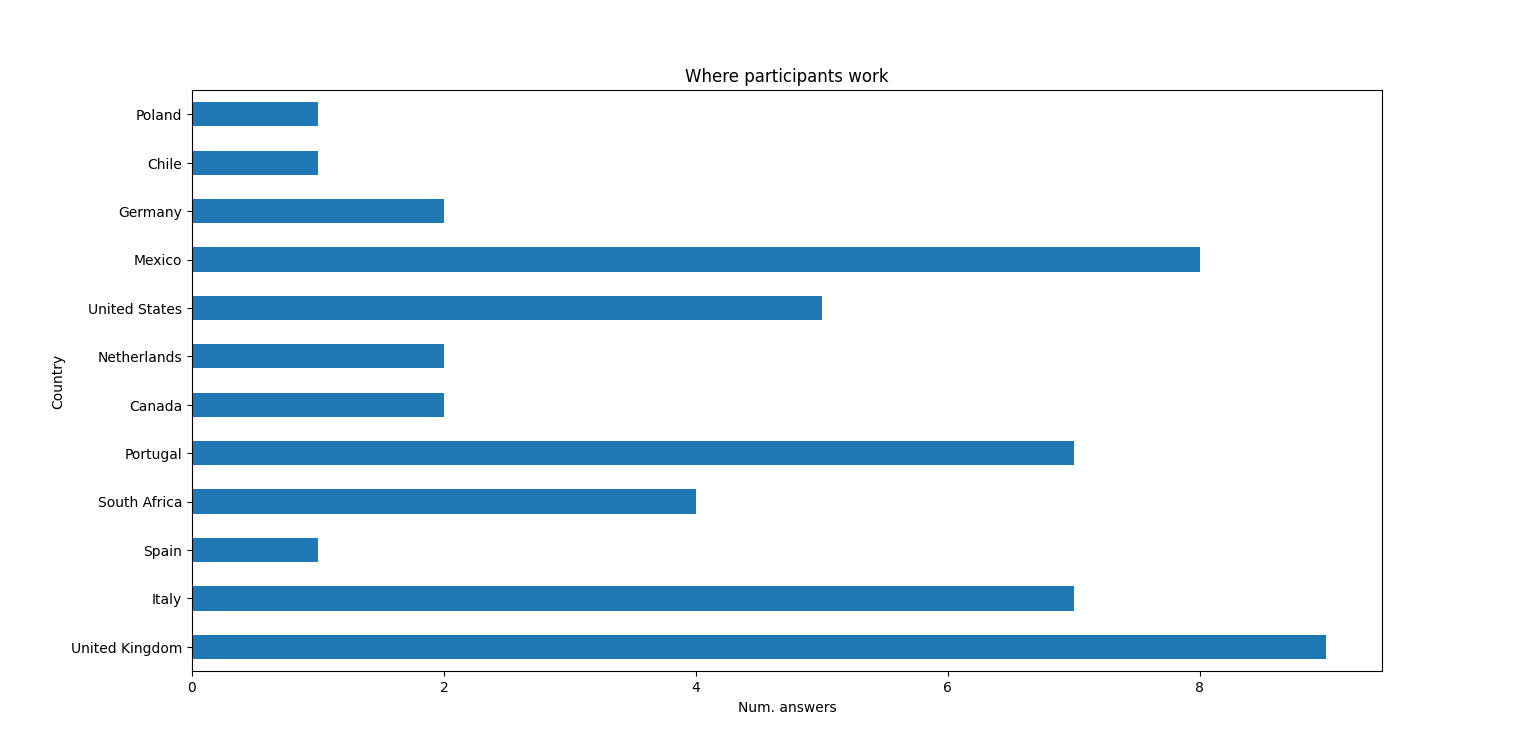 Where participants work
Poland
Chile
Germany
Mexico
United States
Netherlands
Canada
Portugal
South Africa
Spain
Italy
United Kingdom
Country
0 2 4 6 8
Num. answers